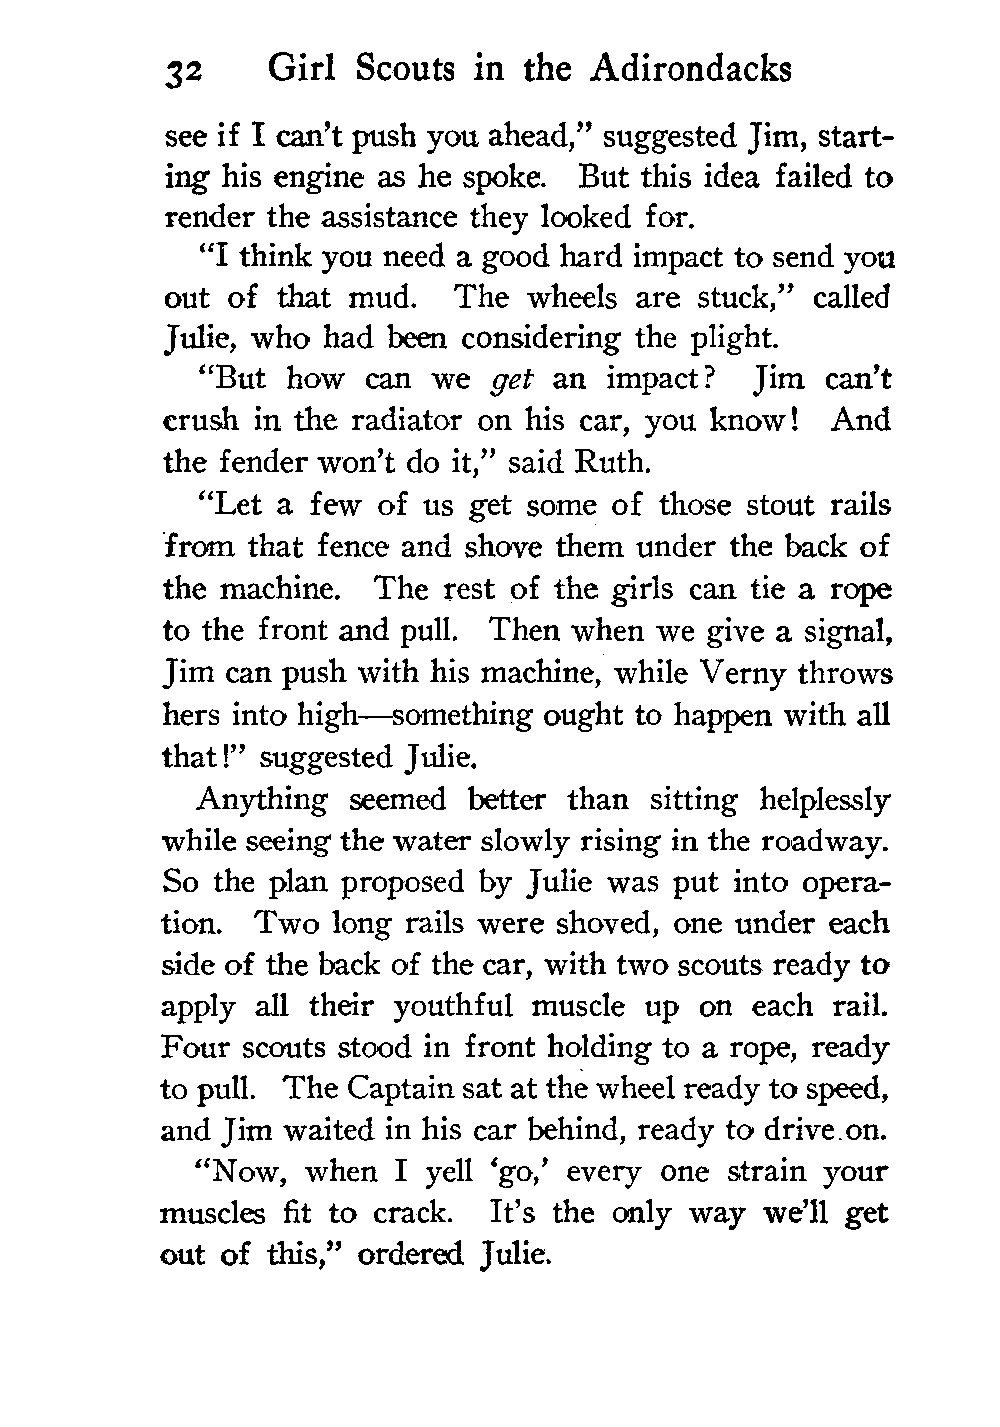 32 Girl Scouts in the Adirondacks
see if I can't push you ahead," suggested Jim, start-
ing his engine as he spoke. But this idea failed to
render the assistance they looked for.
"I think you need a good hard impact to send you
out of that mud. The wheels are stuck," called
Julie, who had been considering the plight.
"But how can we get an impact? Jim can't
crush in the radiator on his car, you know! And
the fender won't do it," said Ruth.
"Let a few of us get some of those stout rails
from that fence and shove them under the back of
the machine. The rest of the girls can tie a rope
to the front and pull. Then when we give a signal,
Jim can push with his machine, while Verny throws
hers into high—something ought to happen with all
that!" suggested Julie.
Anything seemed better than sitting helplessly
while seeing the water slowly rising in the roadway.
So the plan proposed by Julie was put into opera-
tion. Two long rails were shoved, one under each
side of the back of the car, with two scouts ready to
apply all their youthful muscle up on each rail.
Four scouts stood in front holding to a rope, ready
to pull. The Captain sat at the wheel ready to speed,
and Jim waited in his car behind, ready to drive on.
"Now, when I yell 'go,' every one strain your
muscles fit to crack. It's the only way we'll get
out of this," ordered Julie.